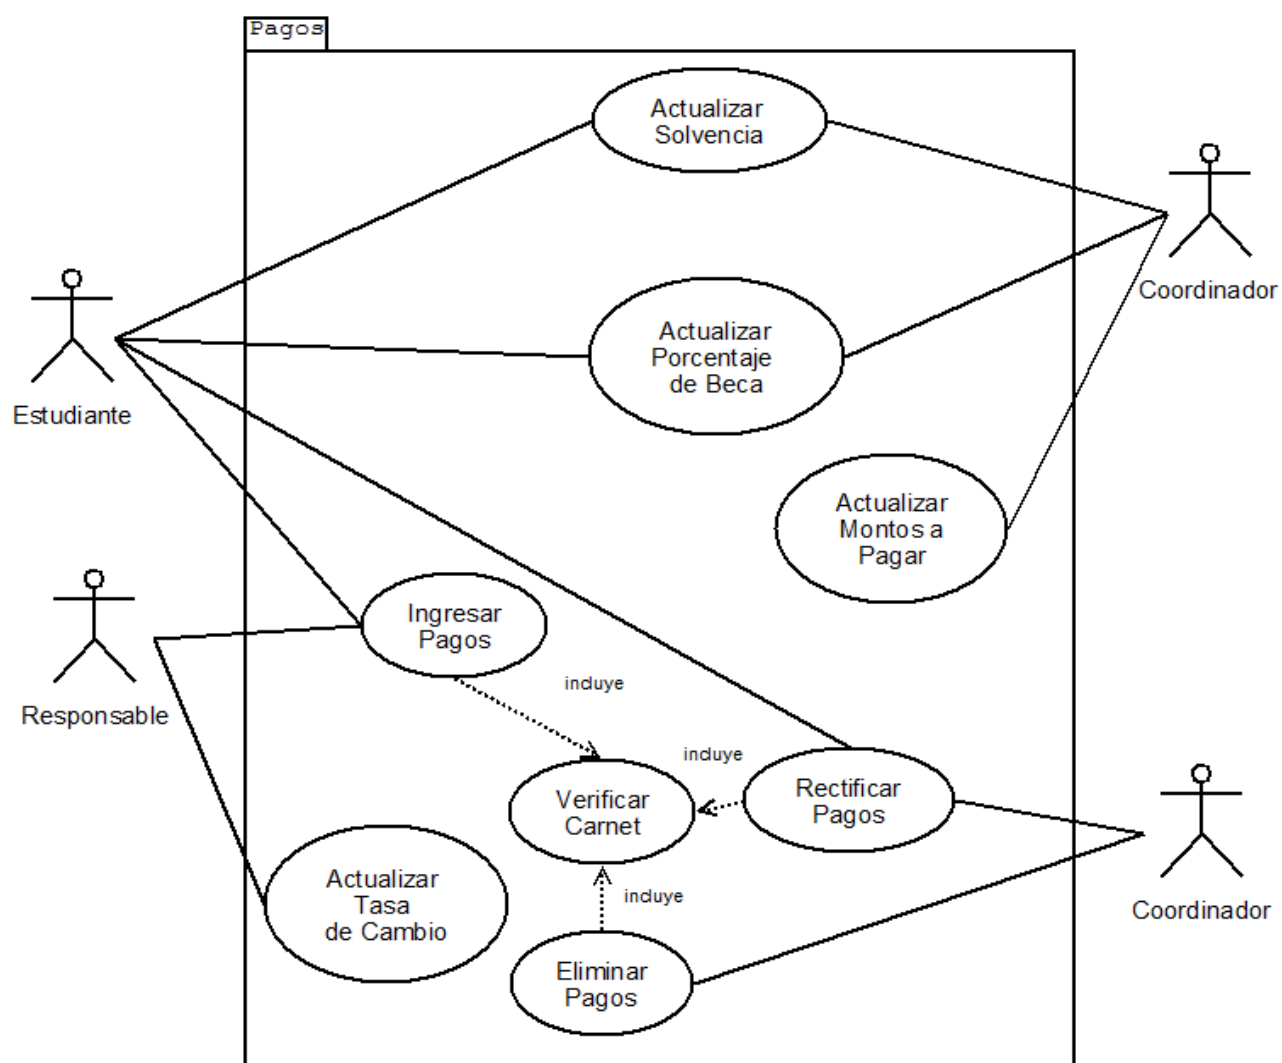 Pagos
Actualizar
Solvencia
Coordinador
Actualizar
Porcentaje
de Beca
Estudiante
Actualizar
Montos a
Pagar
Ingresar
Pagos
Responsable
incluye
incluye
Verificar
Carnet
Rectificar
Pagos
Actualizar
Tasa
de Cambio
incluye
Coordinador
Eliminar
Pagos